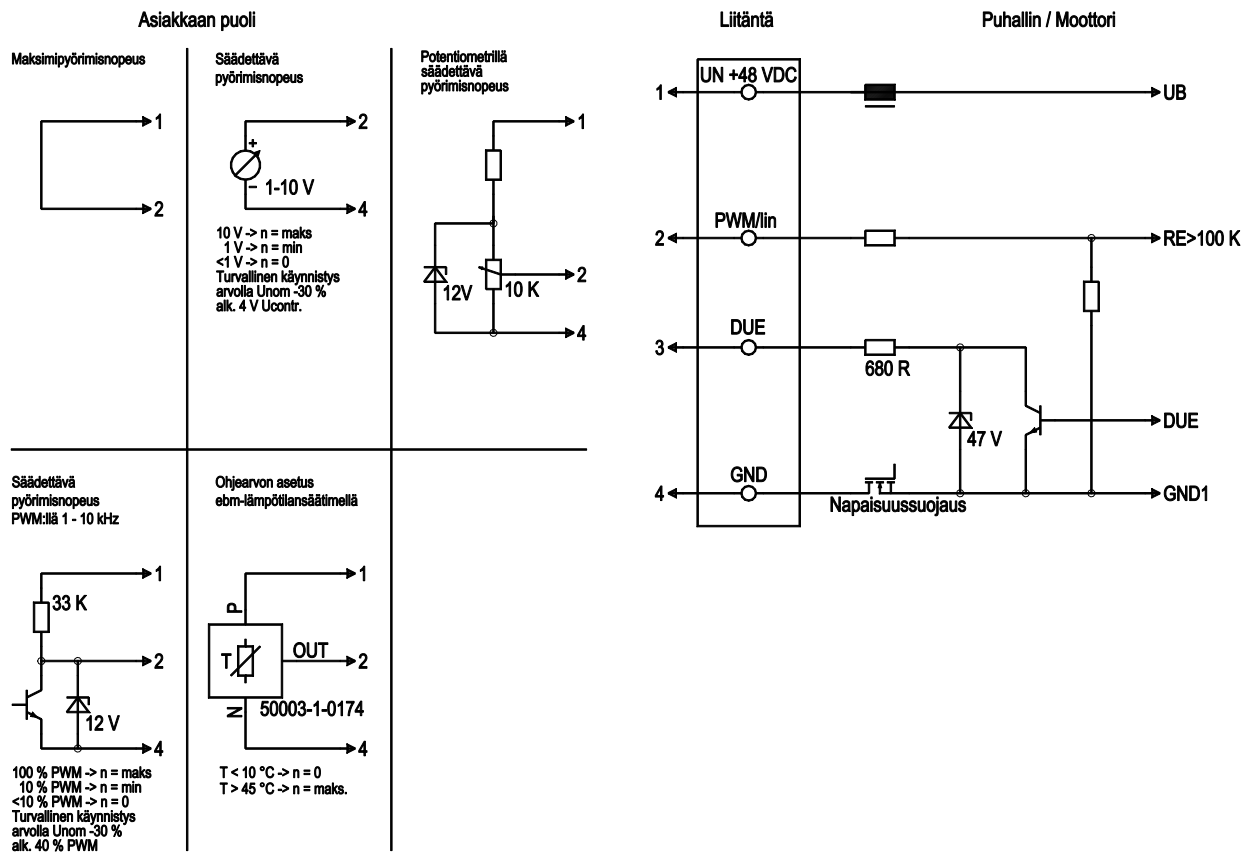 Asiakkaan puoli
Maksimipyörimisnopeus
1
2
Säädettävä
pyörimisnopeus
2
+
− 1-10 V
4
10 V -> n = maks
1 V -> n = min
<1 V -> n = 0
Turvallinen käynnistys
arvolla Unom -30 %
alk. 4 V Ucontr.
Potentiometrillä
säädettävä
pyörimisnopeus
1
2
12V
10 K
4
Säädettävä
pyörimisnopeus
PWM:llä 1 - 10 kHz
1
33 K
2
12 V
4
100 % PWM -> n = maks
10 % PWM -> n = min
<10 % PWM -> n = 0
Turvallinen käynnistys
arvolla Unom -30 %
alk. 40 % PWM
Ohjearvon asetus
ebm-lämpötilansäätimellä
1
P
T
OUT
2
N
50003-1-0174
4
T < 10 °C -> n = 0
T > 45 °C -> n = maks.
Liitäntä
Puhallin / Moottori
UN +48 VDC
1
UB
PWM/lin
2
RE>100 K
DUE
3
680 R
47 V
DUE
GND
4
GND1
Napaisuussuojaus